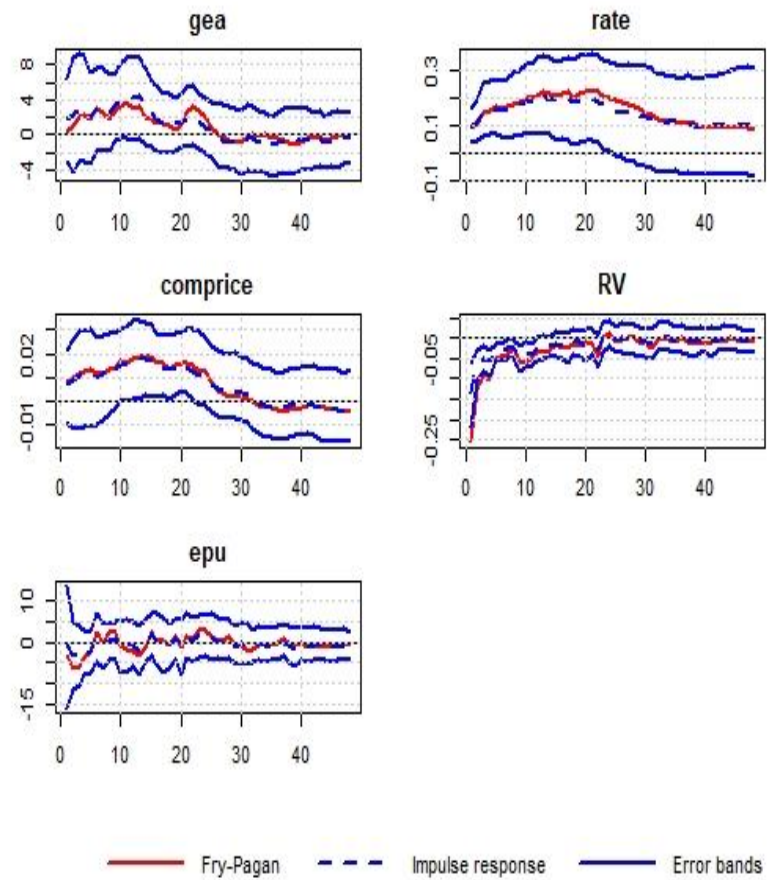 gea rate
8
4
0
-4
0 10 20 30 40
0.3
0.1
-0.1
0 10 20 30 40
comprice RV
0.02
-0.01
0 10 20 30 40
-0.05
-0.25
0 10 20 30 40
epu
10
0
-15
0 10 20 30 40
Fry-Pagan Impulse response Error bands